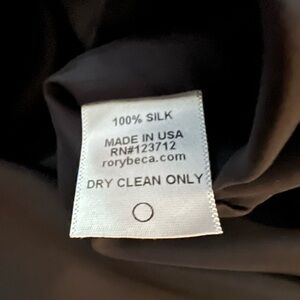 100% SILK
MADE IN USA
RN#123712
rorybeca.com
DRY CLEAN ONLY